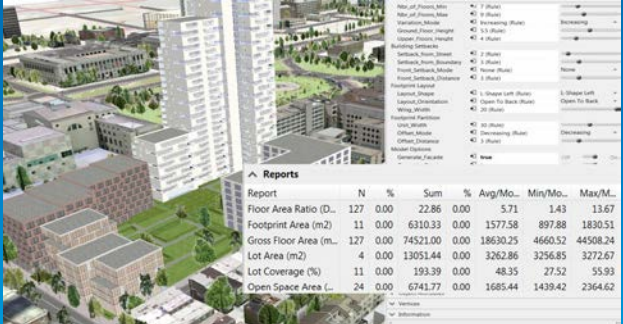 Nbr_of_Floors_Min 7 (Rule)
Nbr_of_Floors_Max 9 (Rule)
Variation_Mode Increasing (Rule) Increasing
Ground_Floor_Height 5.5 (Rule)
Upper_Floors_Height 4 (Rule)
Building Setbacks
Setback_from_Street 2 (Rule)
Setback_from_Boundary 3 (Rule)
Front_Setback_Mode None (Rule) None
Front_Setback_Distance 3 (Rule)
Footprint Layout
Layout_Shape L-Shape Left (Rule) L-Shape Left
Layout_Orientation Open To Back (Rule) Open To Back
Wing_Width 20 (Rule)
Footprint Partition
Unit_Width 30 (Rule)
Offset_Mode Decreasing (Rule) Decreasing
Offset_Distance 3 (Rule)
Model Options
Generate_Facade true
Reports
Report N % Sum % Avg/Mo... Min/Mo... Max/M...
Floor Area Ratio (D... 127 0.00 22.86 0.00 5.71 1.43 13.67
Footprint Area (m2) 11 0.00 6310.33 0.00 1577.58 897.88 1830.51
Gross Floor Area (m... 127 0.00 74521.00 0.00 18630.25 4660.52 44508.24
Lot Area (m2) 4 0.00 13051.44 0.00 3262.86 3256.85 3272.67
Lot Coverage (%) 11 0.00 193.39 0.00 48.35 27.52 55.93
Open Space Area (... 24 0.00 6741.77 0.00 1685.44 1439.42 2364.62
Vertices
Information